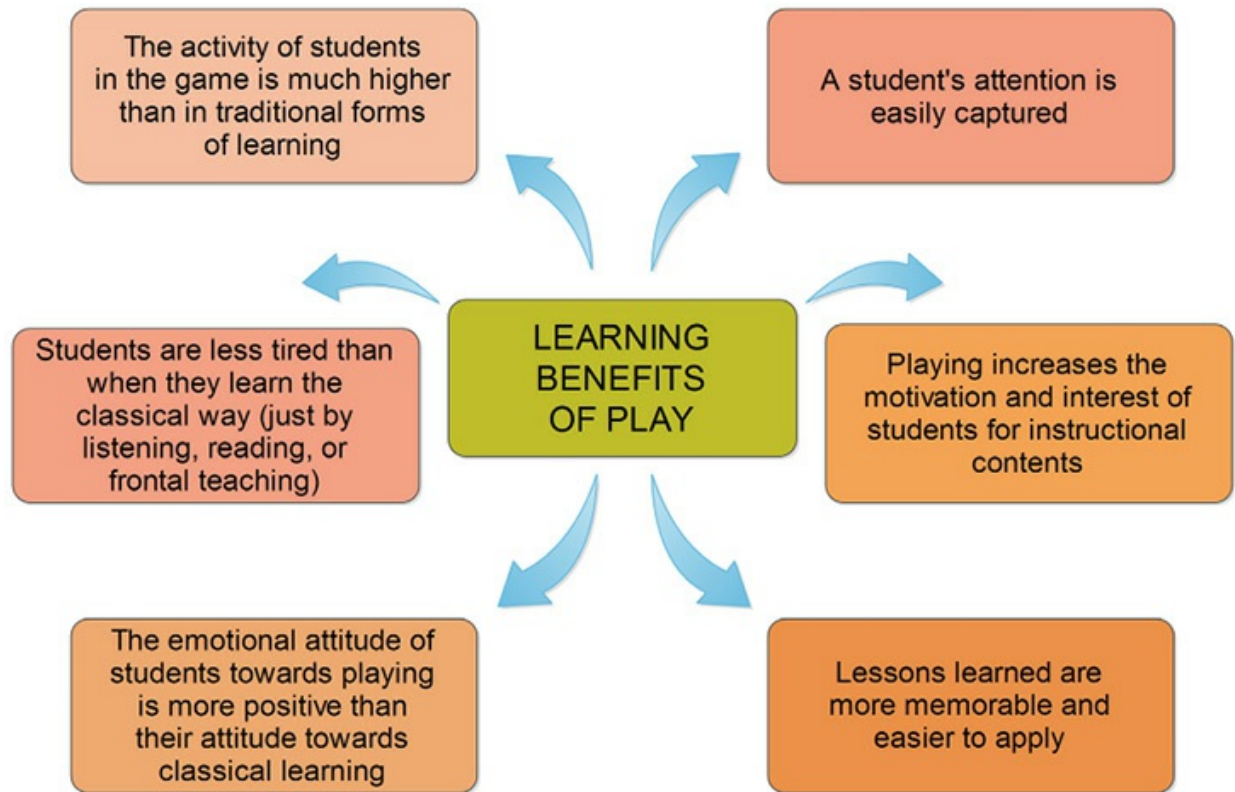 The activity of students
in the game is much higher
than in traditional forms
of learning
A student's attention is
easily captured
Students are less tired than
when they learn the
classical way (just by
listening, reading, or
frontal teaching)
LEARNING
BENEFITS
OF PLAY
Playing increases the
motivation and interest of
students for instructional
contents
The emotional attitude of
students towards playing
is more positive than
their attitude towards
classical learning
Lessons learned are
more memorable and
easier to apply